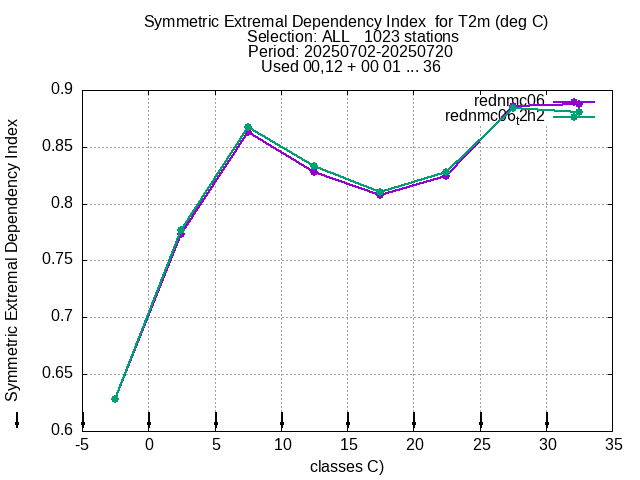 Symmetric Extremal Dependency Index  for T2m (deg C)
Selection: ALL   1023 stations
Period: 20250702-20250720
Used 00,12 + 00 01 ... 36
rednmc06
rednmc06t2h2
Symmetric Extremal Dependency Index
0.9
0.85
0.8
0.75
0.7
0.65
0.6
-5 0 5 10 15 20 25 30 35
classes C)